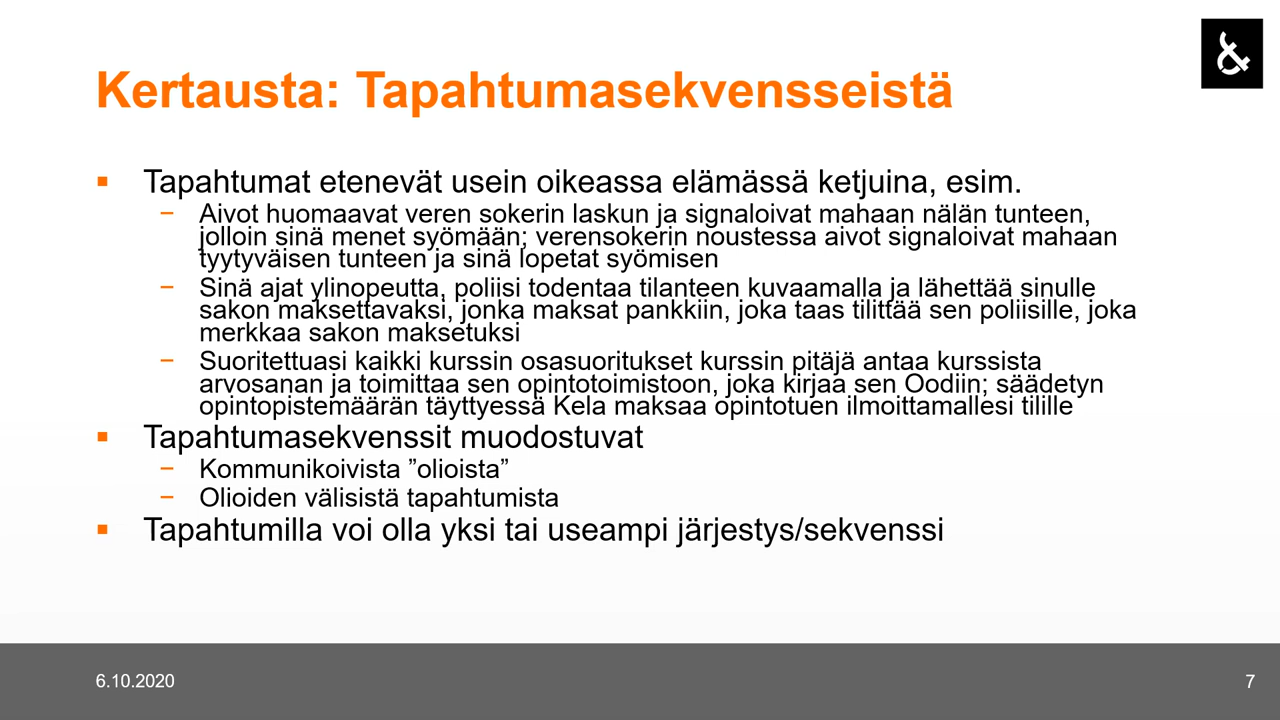 &
Kertausta: Tapahtumasekvensseistä
▪ Tapahtumat etenevät usein oikeassa elämässä ketjuina, esim.
− Aivot huomaavat veren sokerin laskun ja signaloivat mahaan nälän tunteen,
jolloin sinä menet syömään; verensokerin noustessa aivot signaloivat mahaan
tyytyväisen tunteen ja sinä lopetat syömisen
− Sinä ajat ylinopeutta, poliisi todentaa tilanteen kuvaamalla ja lähettää sinulle
sakon maksettavaksi, jonka maksat pankkiin, joka taas tilittää sen poliisille, joka
merkkaa sakon maksetuksi
− Suoritettuasi kaikki kurssin osasuoritukset kurssin pitäjä antaa kurssista
arvosanan ja toimittaa sen opintotoimistoon, joka kirjaa sen Oodiin; säädetyn
opintopistemäärän täyttyessä Kela maksaa opintotuen ilmoittamallesi tilille
▪ Tapahtumasekvenssit muodostuvat
− Kommunikoivista ”olioista”
− Olioiden välisistä tapahtumista
▪ Tapahtumilla voi olla yksi tai useampi järjestys/sekvenssi
6.10.2020
7